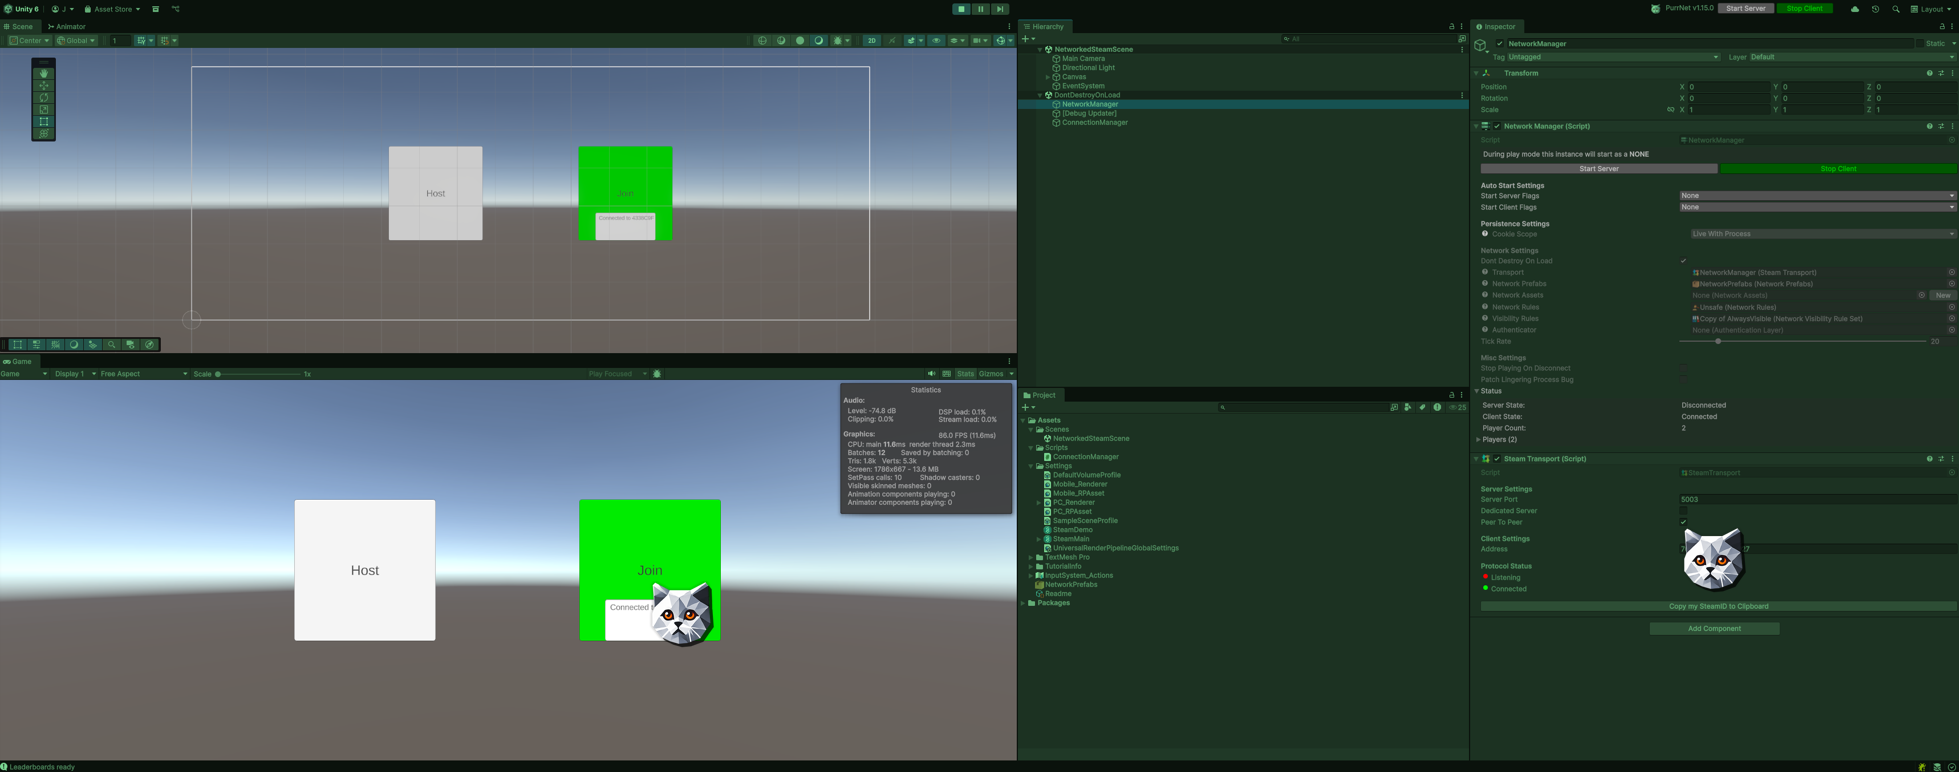 Unity 6 J Asset Store PurrNet v1.15.0 Start Server Stop Client Layout
Scene Animator
Center Global 1 2D
Host Join
Connected to 4336C9F
Game
Game Display 1 Free Aspect Scale 1x Play Focused Stats Gizmos
Statistics
Audio:
Level: -74.8 dB DSP load: 0.1%
Clipping: 0.0% Stream load: 0.0%
Graphics: 86.0 FPS (11.6ms)
CPU: main 11.6ms render thread 2.3ms
Batches: 12 Saved by batching: 0
Tris: 1.8k Verts: 5.3k
Screen: 1786x667 - 13.6 MB
SetPass calls: 10 Shadow casters: 0
Visible skinned meshes: 0
Animation components playing: 0
Animator components playing: 0
Host Join
Connected t
Leaderboards ready
Hierarchy
All
NetworkedSteamScene
Main Camera
Directional Light
Canvas
EventSystem
DontDestroyOnLoad
NetworkManager
[Debug Updater]
ConnectionManager
Project
25
Assets
Scenes
NetworkedSteamScene
Scripts
ConnectionManager
Settings
DefaultVolumeProfile
Mobile_Renderer
Mobile_RPAsset
PC_Renderer
PC_RPAsset
SampleSceneProfile
SteamDemo
SteamMain
UniversalRenderPipelineGlobalSettings
TextMesh Pro
TutorialInfo
InputSystem_Actions
NetworkPrefabs
Readme
Packages
Inspector
NetworkManager Static
Tag Untagged Layer Default
Transform
Position X 0 Y 0 Z 0
Rotation X 0 Y 0 Z 0
Scale X 1 Y 1 Z 1
Network Manager (Script)
Script NetworkManager
During play mode this instance will start as a NONE
Start Server Stop Client
Auto Start Settings
Start Server Flags None
Start Client Flags None
Persistence Settings
Cookie Scope Live With Process
Network Settings
Dont Destroy On Load
Transport NetworkManager (Steam Transport)
Network Prefabs NetworkPrefabs (Network Prefabs)
Network Assets None (Network Assets) New
Network Rules Unsafe (Network Rules)
Visibility Rules Copy of AlwaysVisible (Network Visibility Rule Set)
Authenticator None (Authentication Layer)
Tick Rate 20
Misc Settings
Stop Playing On Disconnect
Patch Lingering Process Bug
Status
Server State: Disconnected
Client State: Connected
Player Count: 2
Players (2)
Steam Transport (Script)
Script SteamTransport
Server Settings
Server Port 5003
Dedicated Server
Peer To Peer
Client Settings
Address
Protocol Status
Listening
Connected
Copy my SteamID to Clipboard
Add Component